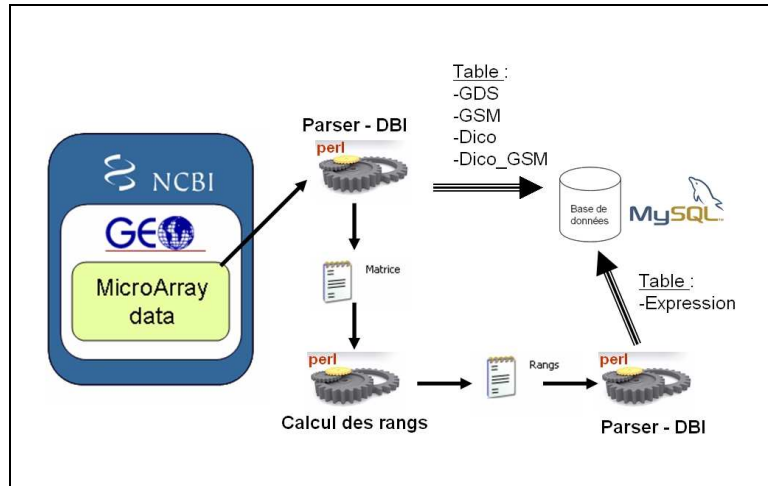 NCBI
GEO
MicroArray
data
Parser - DBI
perl
Table :
-GDS
-GSM
-Dico
-Dico_GSM
Base de
données
MySQL
Matrice
Table :
-Expression
perl
Calcul des rangs
Rangs
perl
Parser - DBI